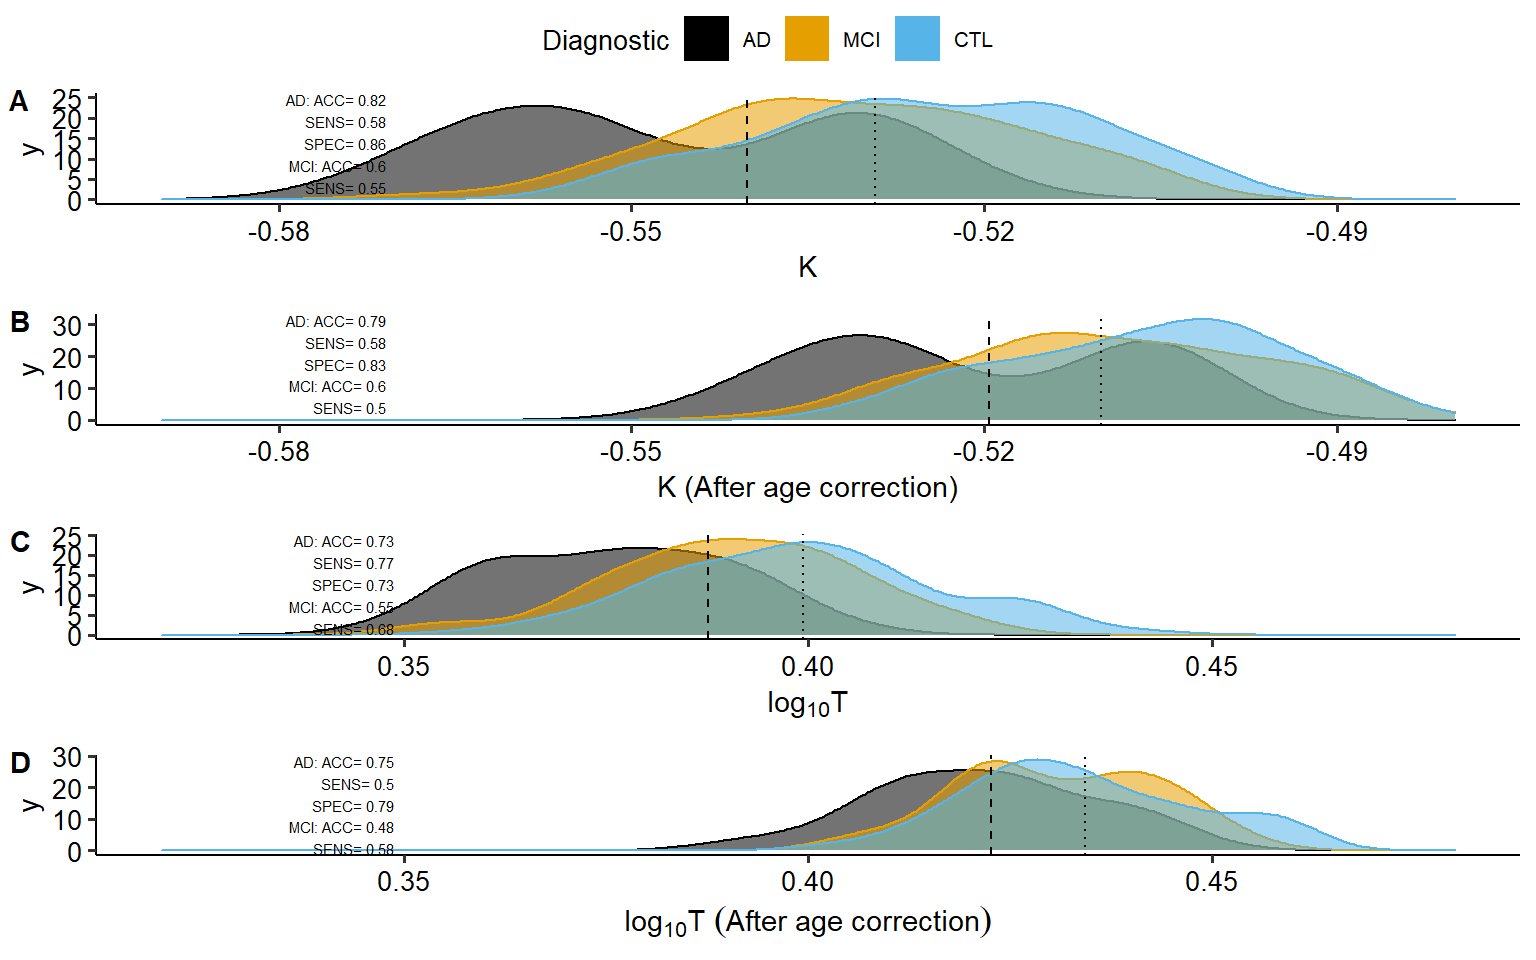 Diagnostic AD MCI CTL
A
y
25
20
15
10
5
0
AD: ACC= 0.82
SENS= 0.58
SPEC= 0.86
MCI: ACC= 0.6
SENS= 0.55
-0.58 -0.55 -0.52 -0.49
K
B
y
30
20
10
0
AD: ACC= 0.79
SENS= 0.58
SPEC= 0.83
MCI: ACC= 0.6
SENS= 0.5
-0.58 -0.55 -0.52 -0.49
K (After age correction)
C
y
25
20
15
10
5
0
AD: ACC= 0.73
SENS= 0.77
SPEC= 0.73
MCI: ACC= 0.55
SENS= 0.68
0.35 0.40 0.45
log₁₀T
D
y
30
20
10
0
AD: ACC= 0.75
SENS= 0.5
SPEC= 0.79
MCI: ACC= 0.48
SENS= 0.58
0.35 0.40 0.45
log₁₀T (After age correction)